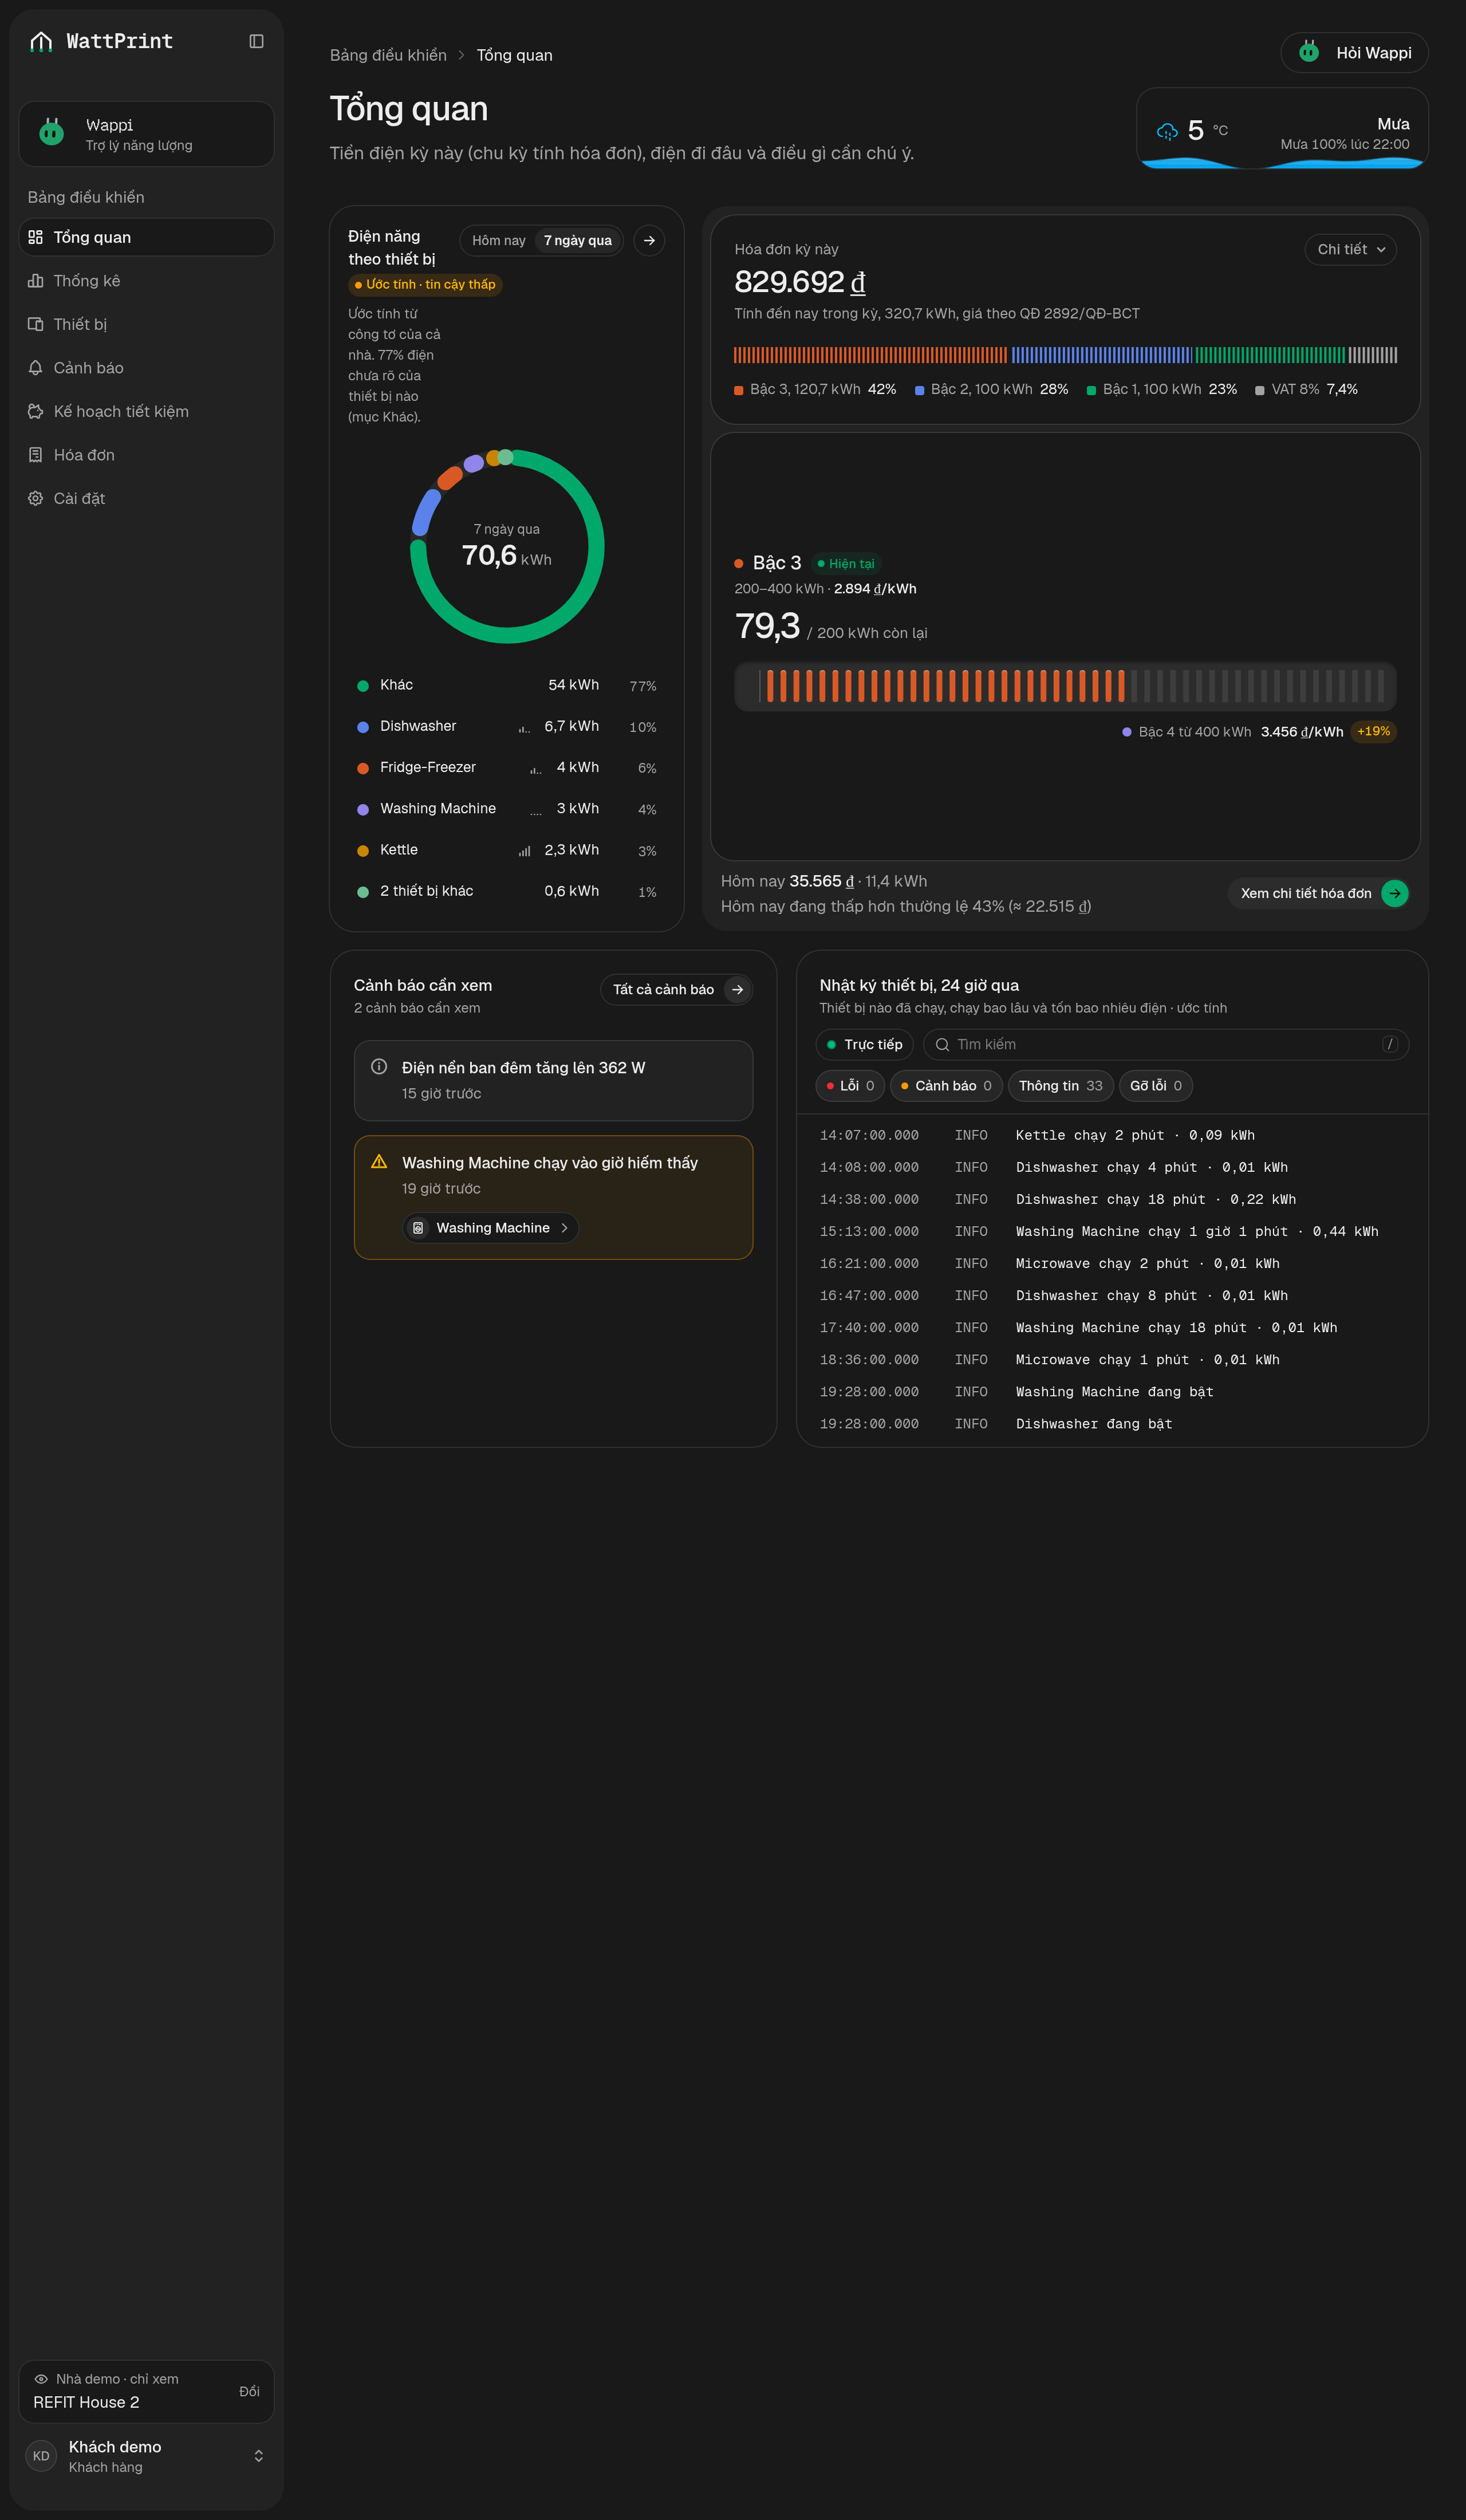 WattPrint
Wappi
Trợ lý năng lượng
Bảng điều khiển
Tổng quan
Thống kê
Thiết bị
Cảnh báo
Kế hoạch tiết kiệm
Hóa đơn
Cài đặt
Nhà demo · chỉ xem
REFIT House 2
Đổi
KD
Khách demo
Khách hàng
Bảng điều khiển
Tổng quan
Hỏi Wappi
Tổng quan
Tiền điện kỳ này (chu kỳ tính hóa đơn), điện đi đâu và điều gì cần chú ý.
5 °C
Mưa
Mưa 100% lúc 22:00
Điện năng
theo thiết bị
Hôm nay
7 ngày qua
Ước tính · tin cậy thấp
Ước tính từ
công tơ của cả
nhà. 77% điện
chưa rõ của
thiết bị nào
(mục Khác).
7 ngày qua
70,6 kWh
Khác 54 kWh 77%
Dishwasher 6,7 kWh 10%
Fridge-Freezer 4 kWh 6%
Washing Machine 3 kWh 4%
Kettle 2,3 kWh 3%
2 thiết bị khác 0,6 kWh 1%
Hóa đơn kỳ này
Chi tiết
829.692 ₫
Tính đến nay trong kỳ, 320,7 kWh, giá theo QĐ 2892/QĐ-BCT
Bậc 3, 120,7 kWh 42%
Bậc 2, 100 kWh 28%
Bậc 1, 100 kWh 23%
VAT 8% 7,4%
Bậc 3
Hiện tại
200–400 kWh · 2.894 ₫/kWh
79,3 / 200 kWh còn lại
Bậc 4 từ 400 kWh 3.456 ₫/kWh +19%
Hôm nay 35.565 ₫ · 11,4 kWh
Hôm nay đang thấp hơn thường lệ 43% (≈ 22.515 ₫)
Xem chi tiết hóa đơn
Cảnh báo cần xem
2 cảnh báo cần xem
Tất cả cảnh báo
Điện nền ban đêm tăng lên 362 W
15 giờ trước
Washing Machine chạy vào giờ hiếm thấy
19 giờ trước
Washing Machine
Nhật ký thiết bị, 24 giờ qua
Thiết bị nào đã chạy, chạy bao lâu và tốn bao nhiêu điện · ước tính
Trực tiếp
Tìm kiếm
/
Lỗi 0
Cảnh báo 0
Thông tin 33
Gỡ lỗi 0
14:07:00.000 INFO Kettle chạy 2 phút · 0,09 kWh
14:08:00.000 INFO Dishwasher chạy 4 phút · 0,01 kWh
14:38:00.000 INFO Dishwasher chạy 18 phút · 0,22 kWh
15:13:00.000 INFO Washing Machine chạy 1 giờ 1 phút · 0,44 kWh
16:21:00.000 INFO Microwave chạy 2 phút · 0,01 kWh
16:47:00.000 INFO Dishwasher chạy 8 phút · 0,01 kWh
17:40:00.000 INFO Washing Machine chạy 18 phút · 0,01 kWh
18:36:00.000 INFO Microwave chạy 1 phút · 0,01 kWh
19:28:00.000 INFO Washing Machine đang bật
19:28:00.000 INFO Dishwasher đang bật